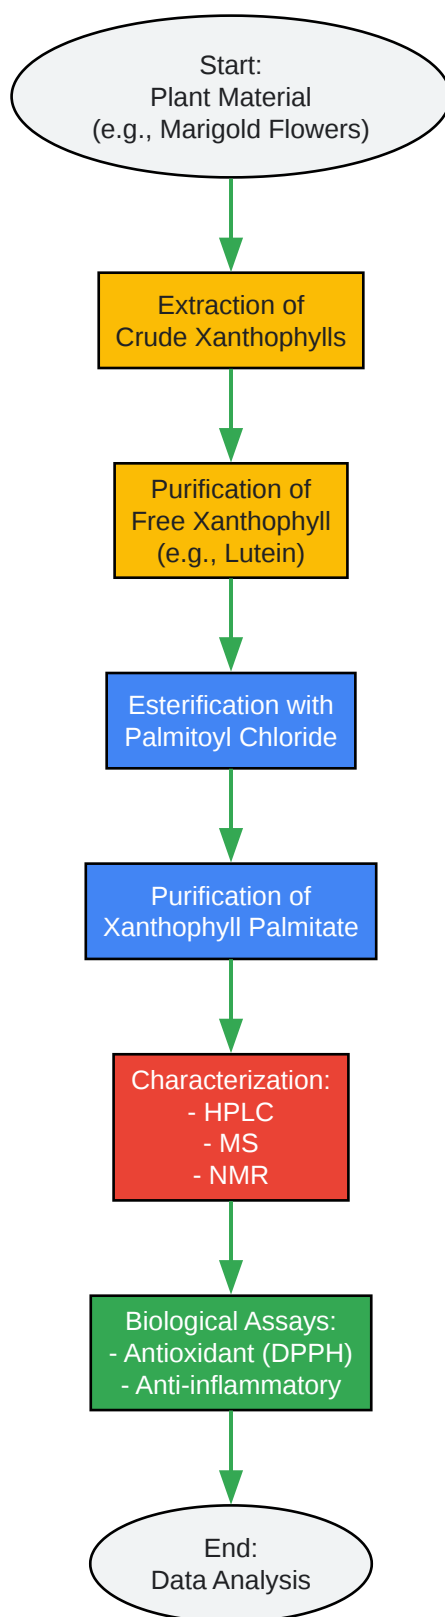 Start:
Plant Material
(e.g., Marigold Flowers)
Extraction of
Crude Xanthophylls
Purification of
Free Xanthophyll
(e.g., Lutein)
Esterification with
Palmitoyl Chloride
Purification of
Xanthophyll Palmitate
Characterization:
- HPLC
- MS
- NMR
Biological Assays:
- Antioxidant (DPPH)
- Anti-inflammatory
End:
Data Analysis